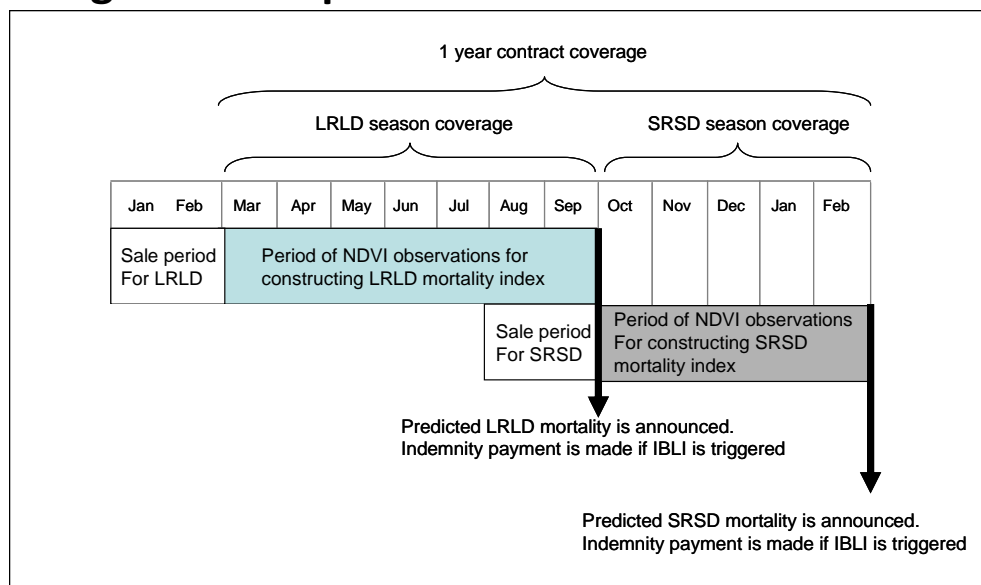 1 year contract coverage
LRLD season coverage
SRSD season coverage
Jan Feb Mar Apr May Jun Jul Aug Sep Oct Nov Dec Jan Feb
Sale period
For LRLD
Period of NDVI observations for
constructing LRLD mortality index
Sale period
For SRSD
Period of NDVI observations
For constructing SRSD
mortality index
Predicted LRLD mortality is announced.
Indemnity payment is made if IBLI is triggered
Predicted SRSD mortality is announced.
Indemnity payment is made if IBLI is triggered